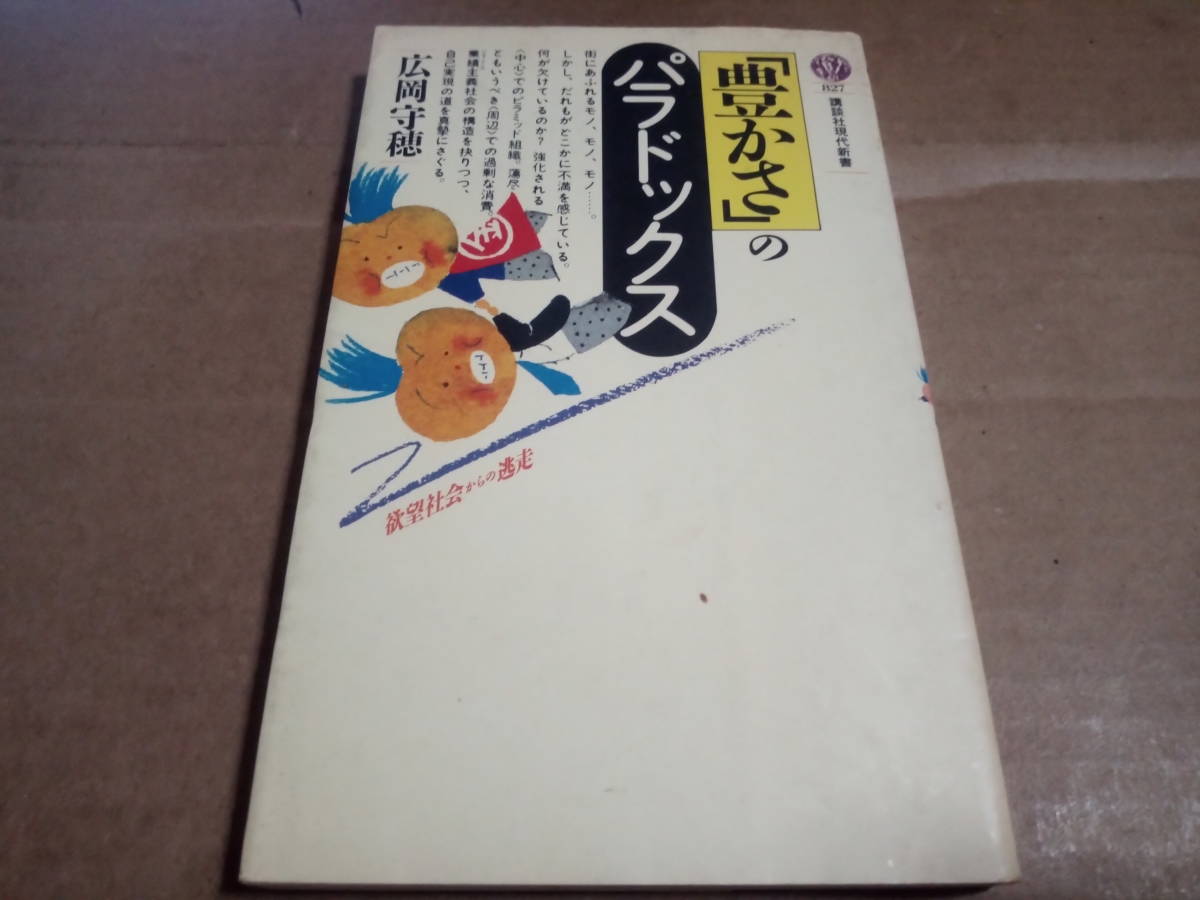 827
講談社現代新書
「豊かさ」の
パラドックス
街にあふれるモノ、モノ、モノ……。
しかし、だれもがどこかに不満を感じている。
何が欠けているのか? 強化される
〈中心〉でのピラミッド組織。蕩尽
ともいうべき〈周辺〉での過剰な消費。
業績主義社会の構造を抉りつつ、
自己実現の道を真摯にさぐる。
広岡守穂
欲望社会からの逃走